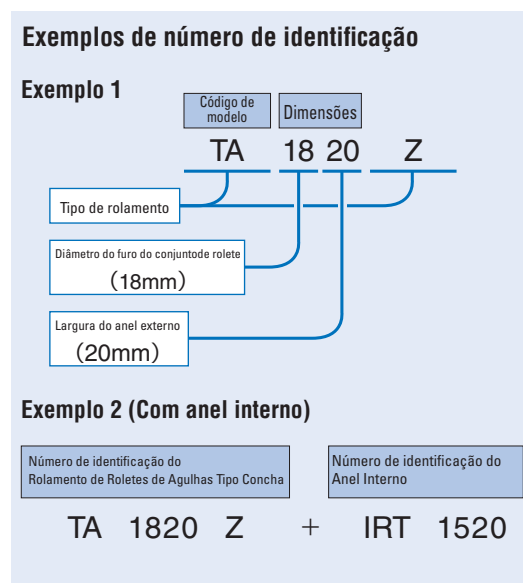 Exemplos de número de identificação
Exemplo 1
Código de
modelo
Dimensões
TA 18 20 Z
Tipo de rolamento
Diâmetro do furo do conjuntode rolete
（18mm）
Largura do anel externo
（20mm）
Exemplo 2 (Com anel interno)
Número de identificação do
Rolamento de Roletes de Agulhas Tipo Concha
Número de identificação do
Anel Interno
TA 1820 Z + IRT 1520